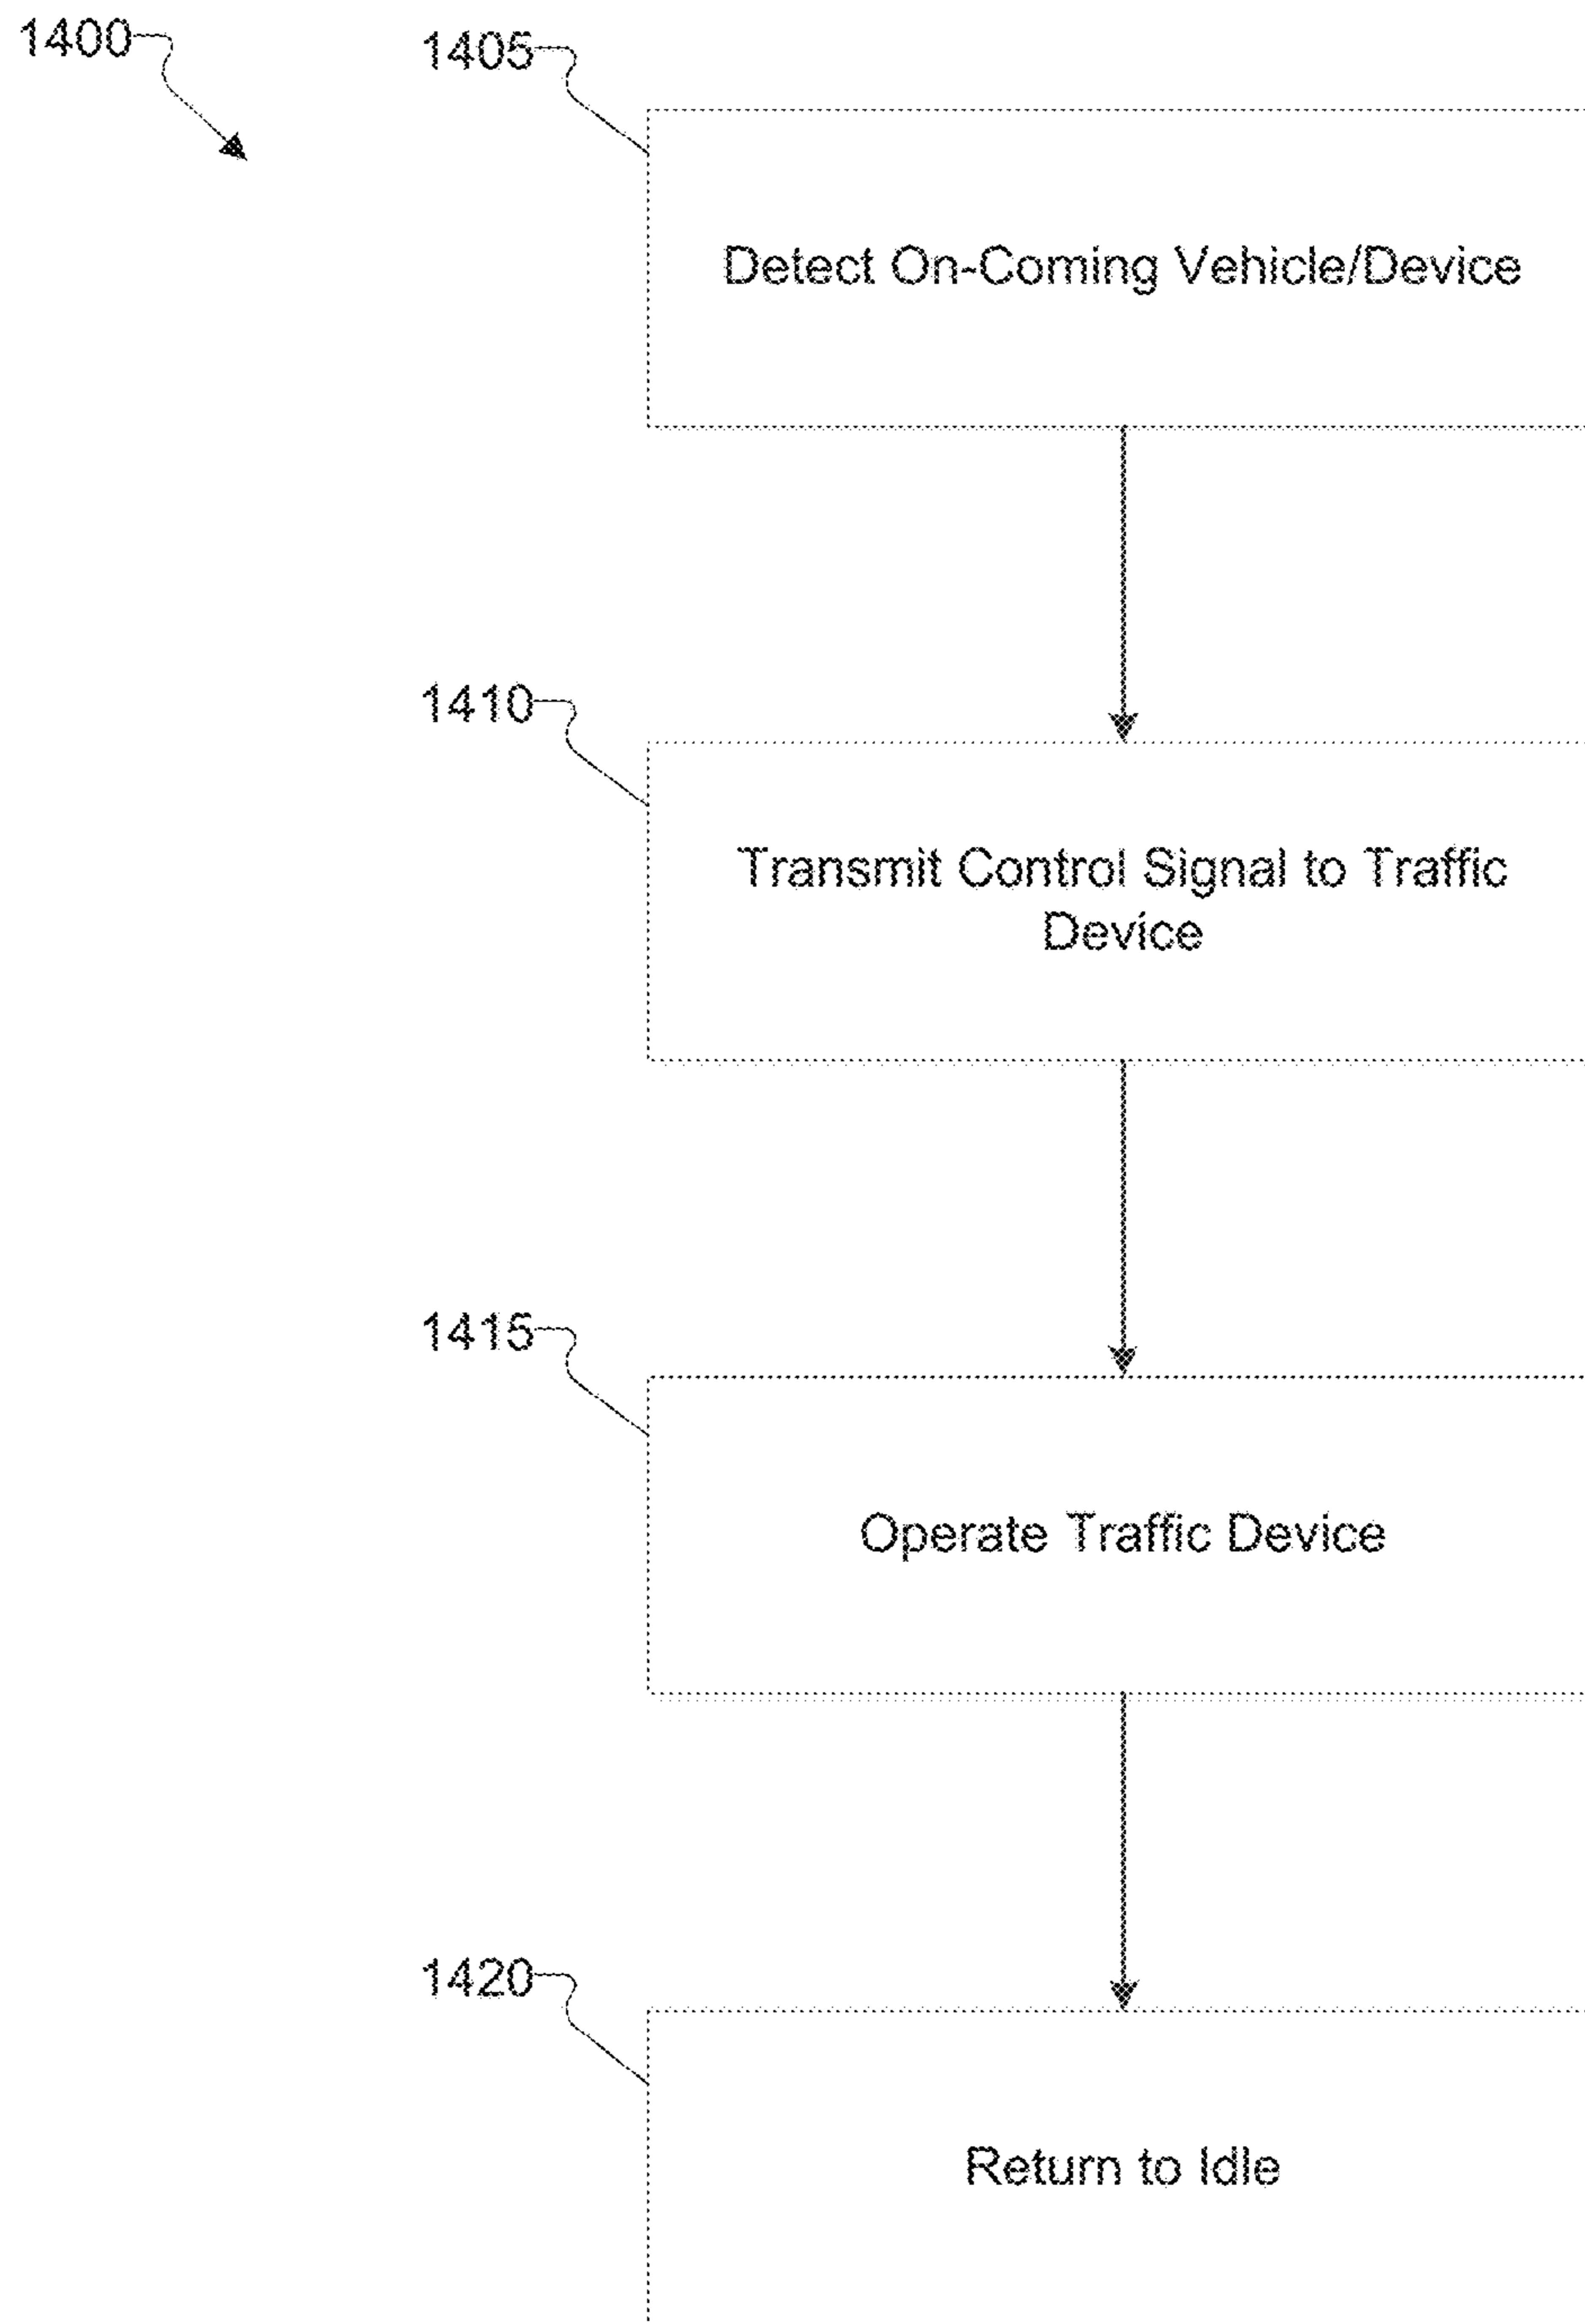 1400
1405
Detect On-Coming Vehicle/Device
1410
Transmit Control Signal to Traffic
Device
1415
Operate Traffic Device
1420
Return to Idle